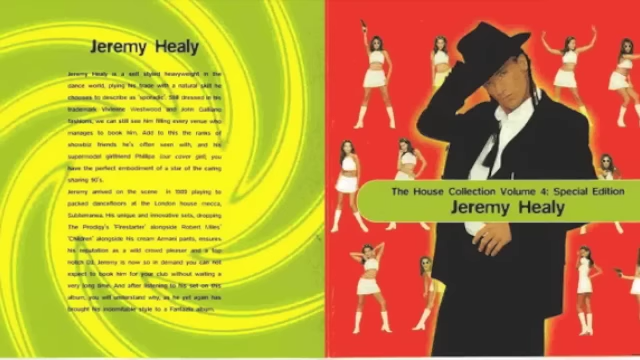 Jeremy Healy
Jeremy Healy is a self styled heavyweight in the
dance world, plying his trade with a natural skill he
chooses to describe as 'sporadic'. Still dressed in his
trademark Vivienne Westwood and John Galliano
fashions, we can still see him filling every venue who
manages to book him. Add to this the ranks of
showbiz friends he's often seen with, and his
supermodel girlfriend Phillipa (our cover girl) you
have the perfect embodiment of a star of the caring
sharing 90's.
Jeremy arrived on the scene in 1989 playing to
packed dancefloors at the London house mecca,
Subterranea. His unique and innovative sets, dropping
The Prodigy's 'Firestarter' alongside Robert Miles'
'Children' alongside his cream Armani pants, ensures
his reputation as a wild crowd pleaser and a top
notch DJ. Jeremy is now so in demand you can not
expect to book him for your club without waiting a
very long time. And after listening to his set on this
album, you will understand why, as he yet again has
brought his indomitable style to a Fantastic album.
The House Collection Volume 4: Special Edition
Jeremy Healy